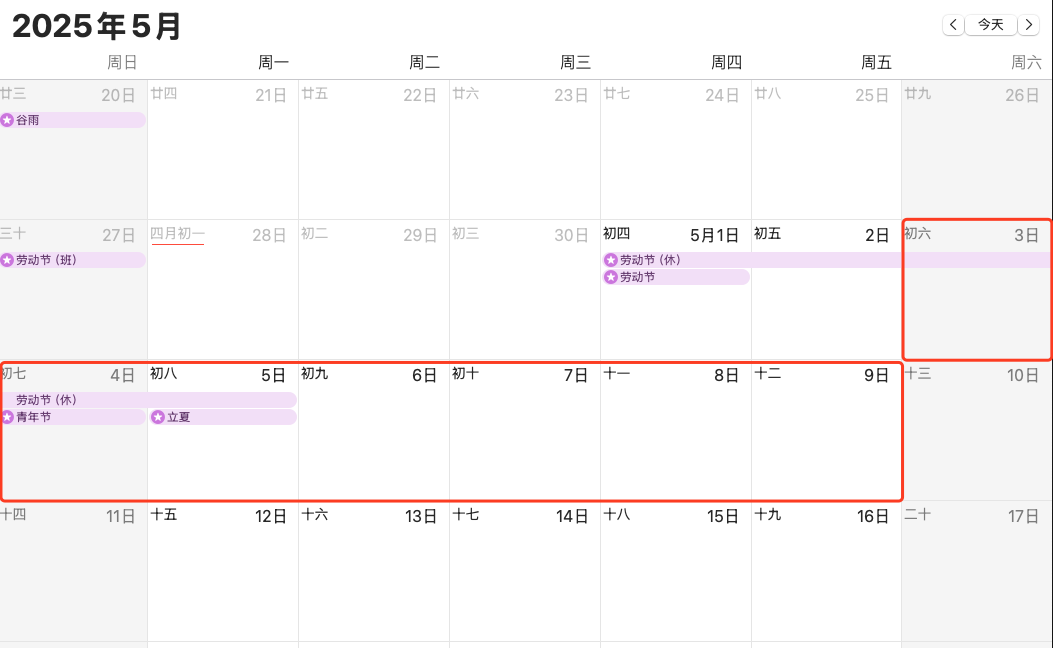 2025年5月
今天
周日 周一 周二 周三 周四 周五 周六
廿三 20日 廿四 21日 廿五 22日 廿六 23日 廿七 24日 廿八 25日 廿九 26日
谷雨
三十 27日 四月初一 28日 初二 29日 初三 30日 初四 5月1日 初五 2日 初六 3日
劳动节 (班) 劳动节 (休)
劳动节
初七 4日 初八 5日 初九 6日 初十 7日 十一 8日 十二 9日 十三 10日
劳动节 (休)
青年节 立夏
十四 11日 十五 12日 十六 13日 十七 14日 十八 15日 十九 16日 二十 17日